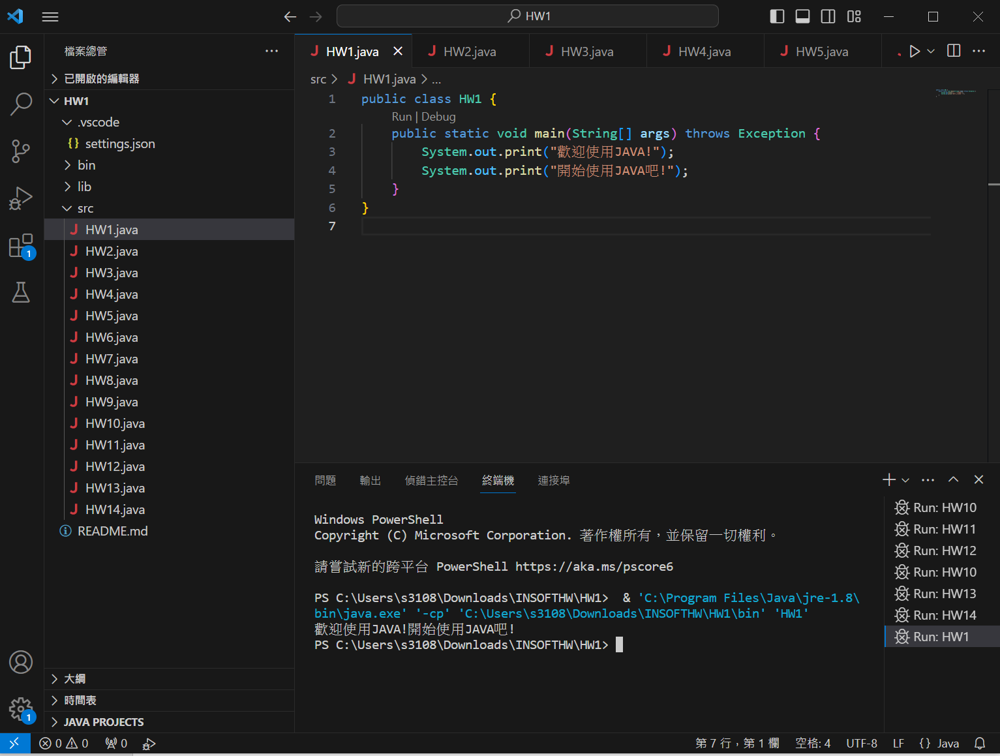 HW1
檔案總管
已開啟的編輯器
HW1
.vscode
{} settings.json
bin
lib
src
J HW1.java
J HW2.java
J HW3.java
J HW4.java
J HW5.java
J HW6.java
J HW7.java
J HW8.java
J HW9.java
J HW10.java
J HW11.java
J HW12.java
J HW13.java
J HW14.java
README.md
大綱
時間表
JAVA PROJECTS
J HW1.java J HW2.java J HW3.java J HW4.java J HW5.java
src > J HW1.java > ...
1 public class HW1 {
Run | Debug
2 public static void main(String[] args) throws Exception {
3 System.out.print("歡迎使用JAVA!");
4 System.out.print("開始使用JAVA吧!");
5 }
6 }
7
問題 輸出 偵錯主控台 終端機 連接埠
Windows PowerShell
Copyright (C) Microsoft Corporation. 著作權所有，並保留一切權利。
請嘗試新的跨平台 PowerShell https://aka.ms/pscore6
PS C:\Users\s3108\Downloads\INSOFTHW\HW1>  & 'C:\Program Files\Java\jre-1.8\
bin\java.exe' '-cp' 'C:\Users\s3108\Downloads\INSOFTHW\HW1\bin' 'HW1'
歡迎使用JAVA!開始使用JAVA吧!
PS C:\Users\s3108\Downloads\INSOFTHW\HW1>
Run: HW10
Run: HW11
Run: HW12
Run: HW10
Run: HW13
Run: HW14
Run: HW1
1
1
0 0 0 第 7 行，第 1 欄 空格: 4 UTF-8 LF {} Java